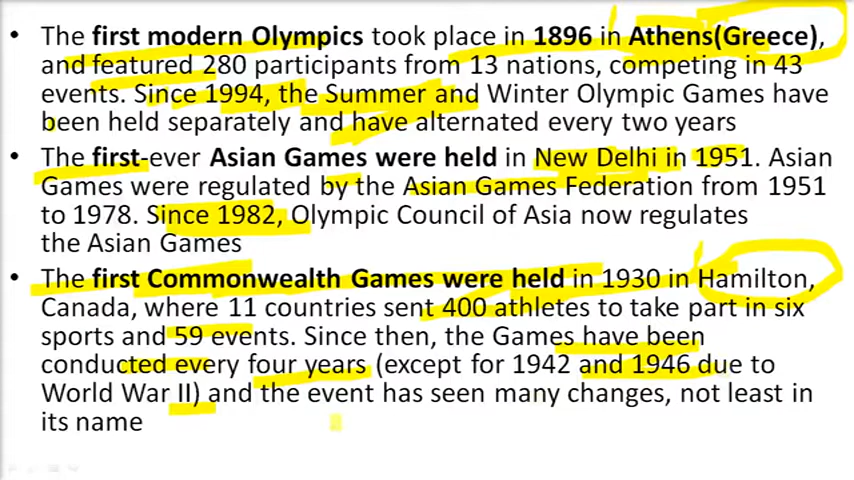 • The first modern Olympics took place in 1896 in Athens(Greece),
and featured 280 participants from 13 nations, competing in 43
events. Since 1994, the Summer and Winter Olympic Games have
been held separately and have alternated every two years
• The first-ever Asian Games were held in New Delhi in 1951. Asian
Games were regulated by the Asian Games Federation from 1951
to 1978. Since 1982, Olympic Council of Asia now regulates
the Asian Games
• The first Commonwealth Games were held in 1930 in Hamilton,
Canada, where 11 countries sent 400 athletes to take part in six
sports and 59 events. Since then, the Games have been
conducted every four years (except for 1942 and 1946 due to
World War II) and the event has seen many changes, not least in
its name